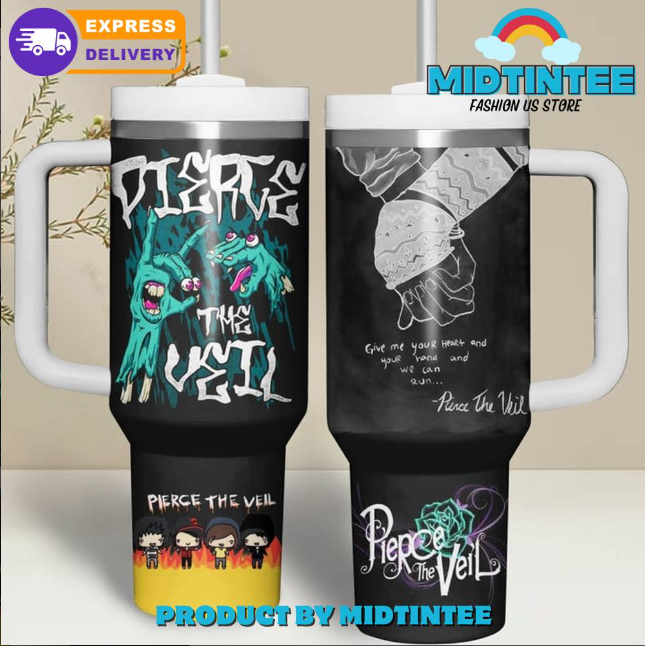 EXPRESS
DELIVERY
MIDTINTEE
FASHION US STORE
PIERCE
THE
VEIL
PIERCE THE VEIL
Give me your Heart and
your hand and
we can
run...
-Pierce The Veil
Pierce
The Veil
PRODUCT BY MIDTINTEE